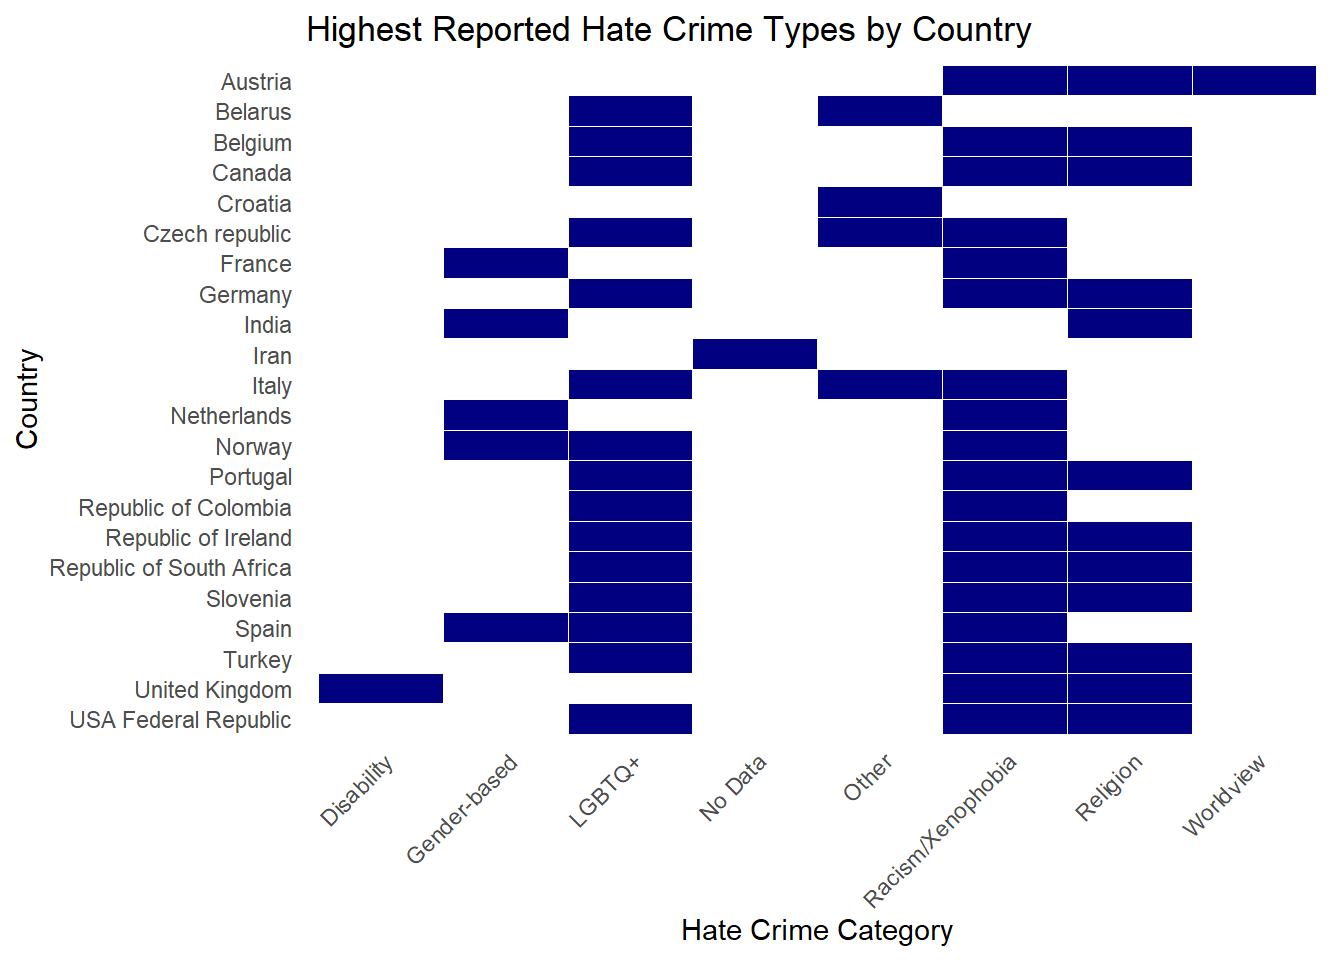 Highest Reported Hate Crime Types by Country
Austria
Belarus
Belgium
Canada
Croatia
Czech republic
France
Germany
India
Iran
Italy
Netherlands
Norway
Portugal
Republic of Colombia
Republic of Ireland
Republic of South Africa
Slovenia
Spain
Turkey
United Kingdom
USA Federal Republic
Country
Disability
Gender-based
LGBTQ+
No Data
Other
Racism/Xenophobia
Religion
Worldview
Hate Crime Category